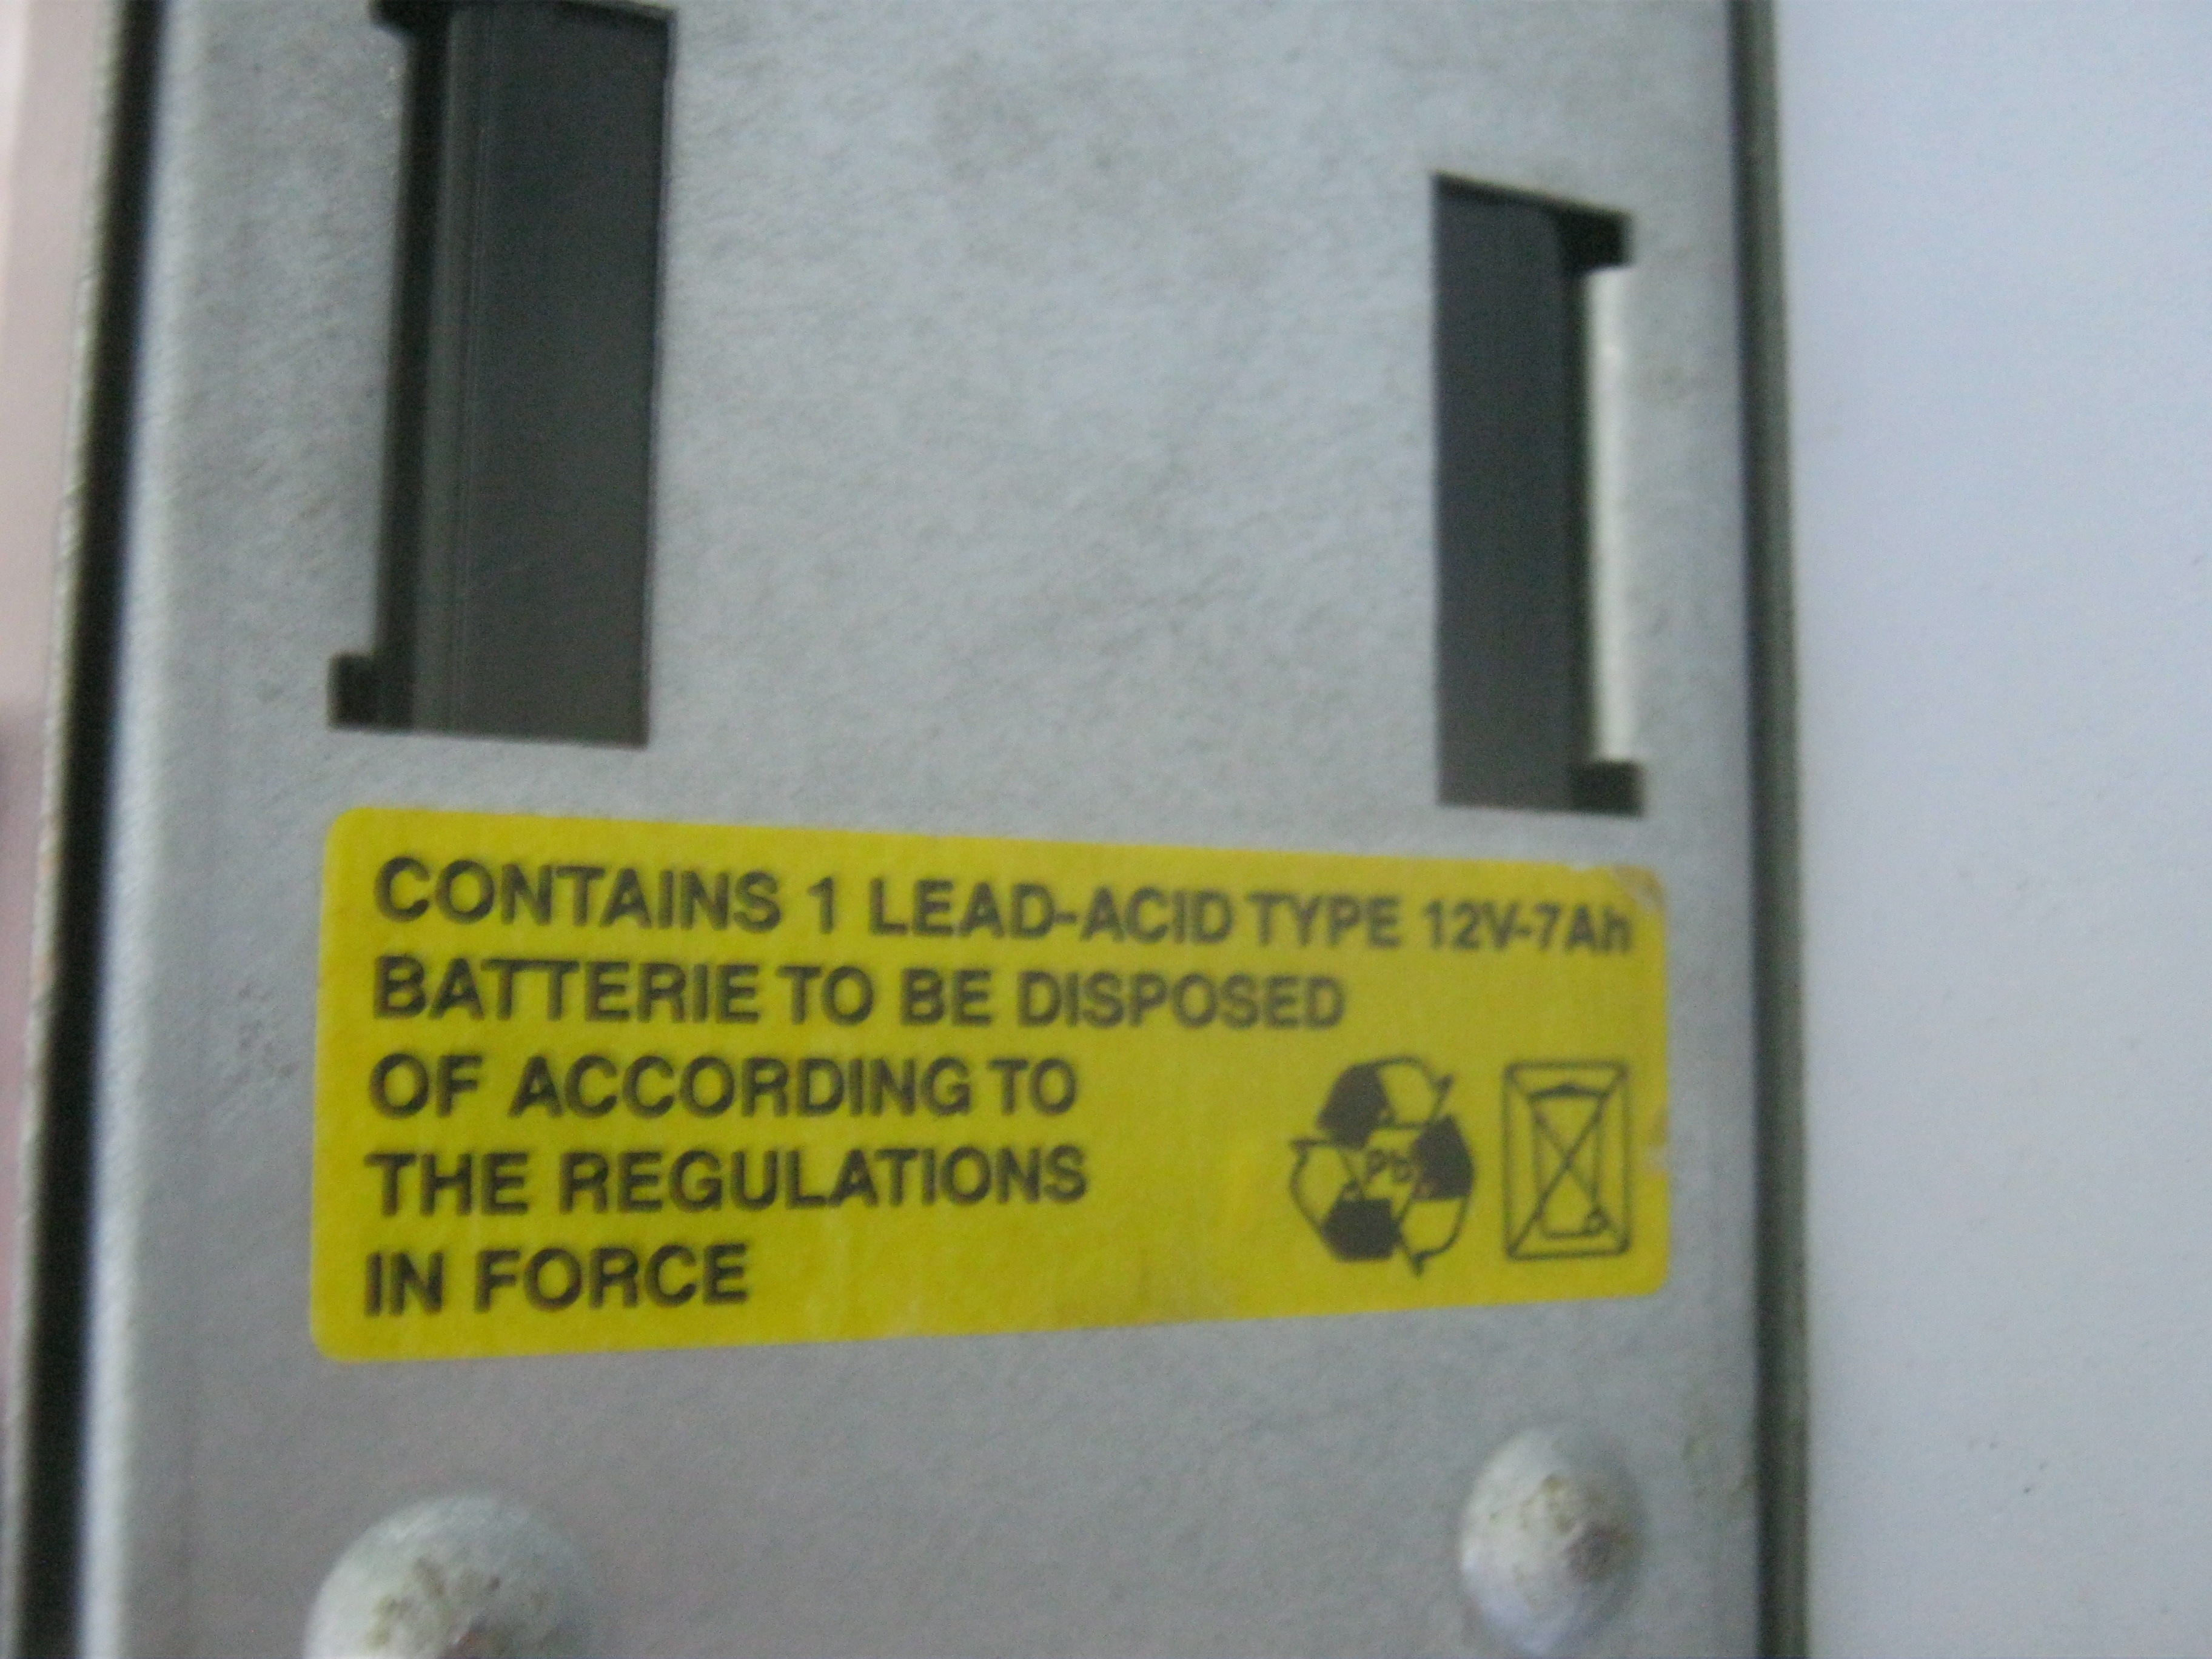 CONTAINS 1 LEAD-ACID TYPE 12V-7Ah
BATTERIE TO BE DISPOSED
OF ACCORDING TO
THE REGULATIONS
IN FORCE
Pb